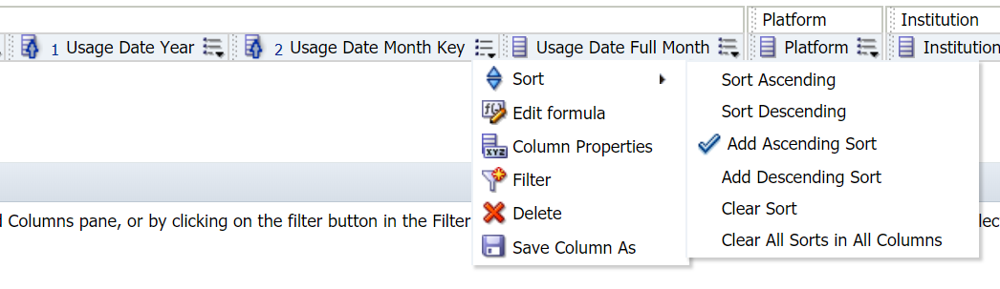 Platform
Institution
1 Usage Date Year
2 Usage Date Month Key
Usage Date Full Month
Platform
Institution
Sort
Edit formula
Column Properties
Filter
Delete
Save Column As
Sort Ascending
Sort Descending
Add Ascending Sort
Add Descending Sort
Clear Sort
Clear All Sorts in All Columns
Columns pane, or by clicking on the filter button in the Filter